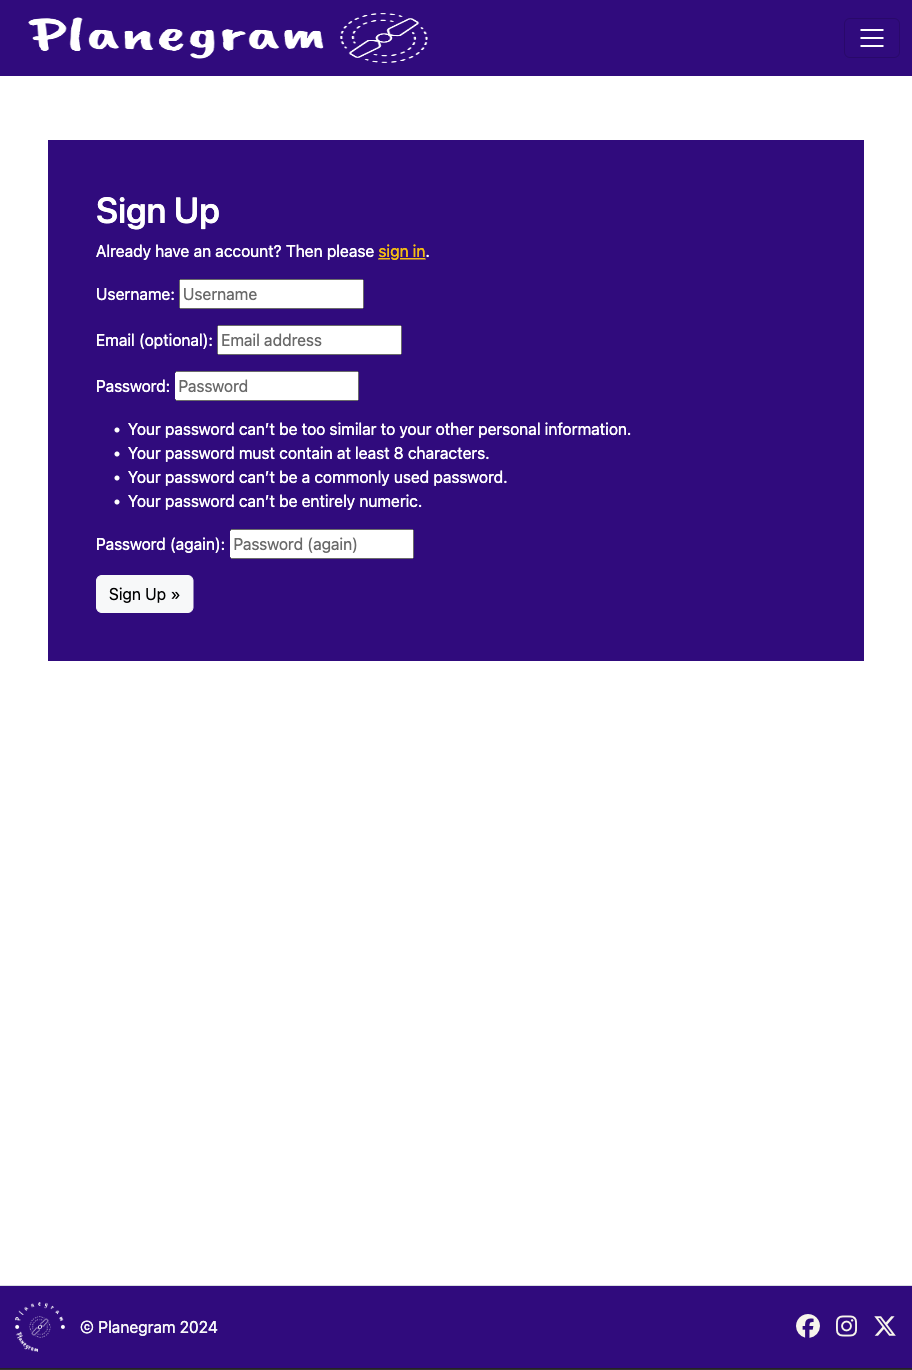 Planegram
Sign Up
Already have an account? Then please sign in.
Username: Username
Email (optional): Email address
Password: Password
• Your password can’t be too similar to your other personal information.
• Your password must contain at least 8 characters.
• Your password can’t be a commonly used password.
• Your password can’t be entirely numeric.
Password (again): Password (again)
Sign Up »
Planegram
Planegram
© Planegram 2024